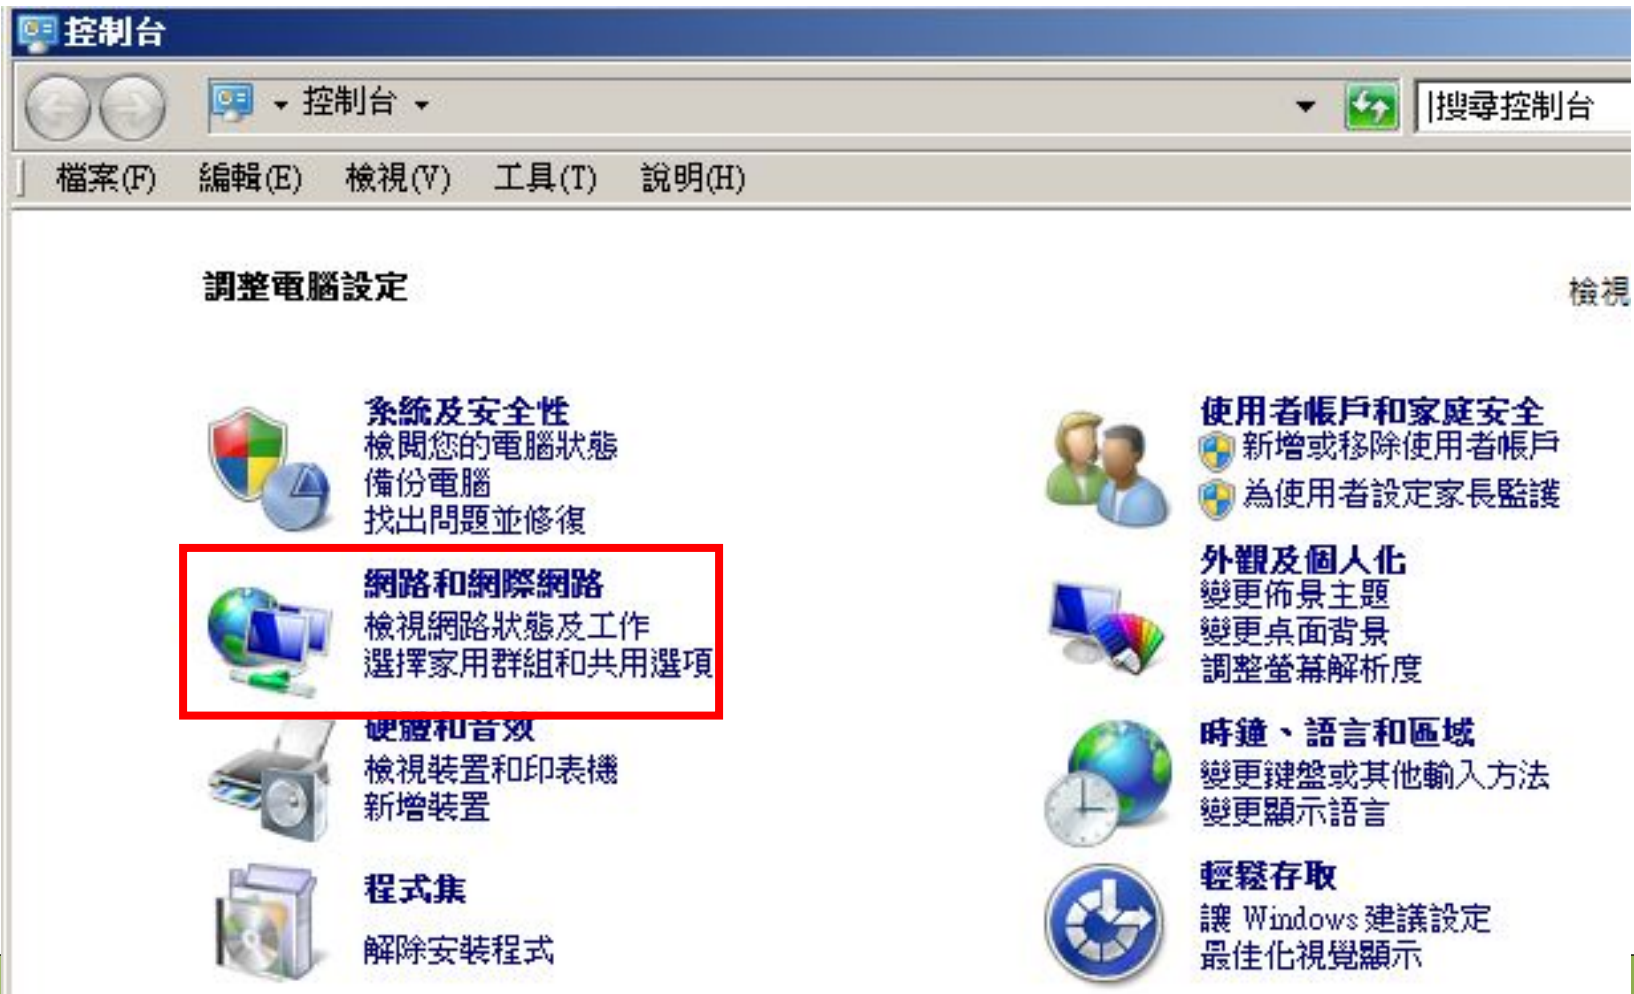 控制台
控制台
搜尋控制台
檔案(F) 編輯(E) 檢視(V) 工具(T) 說明(H)
調整電腦設定
檢視
系統及安全性
檢閱您的電腦狀態
備份電腦
找出問題並修復
網路和網際網路
檢視網路狀態及工作
選擇家用群組和共用選項
硬體和音效
檢視裝置和印表機
新增裝置
程式集
解除安裝程式
使用者帳戶和家庭安全
新增或移除使用者帳戶
為使用者設定家長監護
外觀及個人化
變更佈景主題
變更桌面背景
調整螢幕解析度
時鐘、語言和區域
變更鍵盤或其他輸入方法
變更顯示語言
輕鬆存取
讓 Windows 建議設定
最佳化視覺顯示